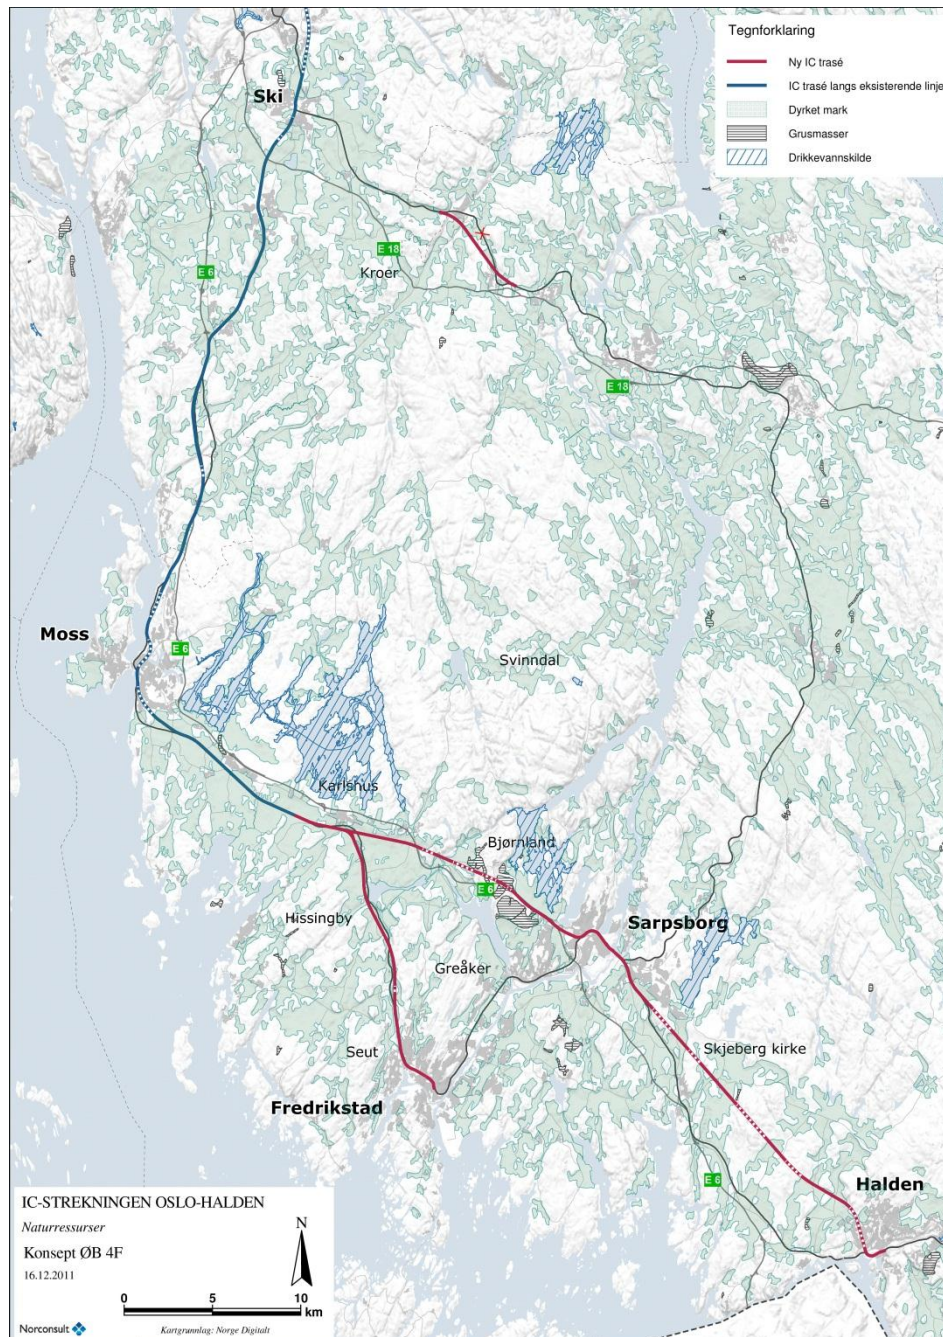 Tegnforklaring
Ny IC trasé
IC trasé langs eksisterende linje
Dyrket mark
Grusmasser
Drikkevannskilde
Ski
E 18
Kroer
E 6
E 18
Moss
E 6
Svinndal
Karlshus
Bjørnland
E 6
Hissingby
Sarpsborg
Greåker
Seut
Skjeberg kirke
Fredrikstad
E 6
Halden
IC-STREKNINGEN OSLO-HALDEN
Naturressurser
Konsept ØB 4F
16.12.2011
N
0 5 10
km
Norconsult
Kartgrunnlag: Norge Digitalt